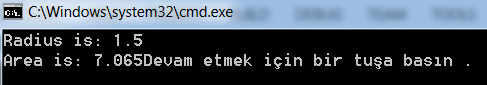 C:\Windows\system32\cmd.exe
Radius is: 1.5
Area is: 7.065Devam etmek için bir tuşa basın .